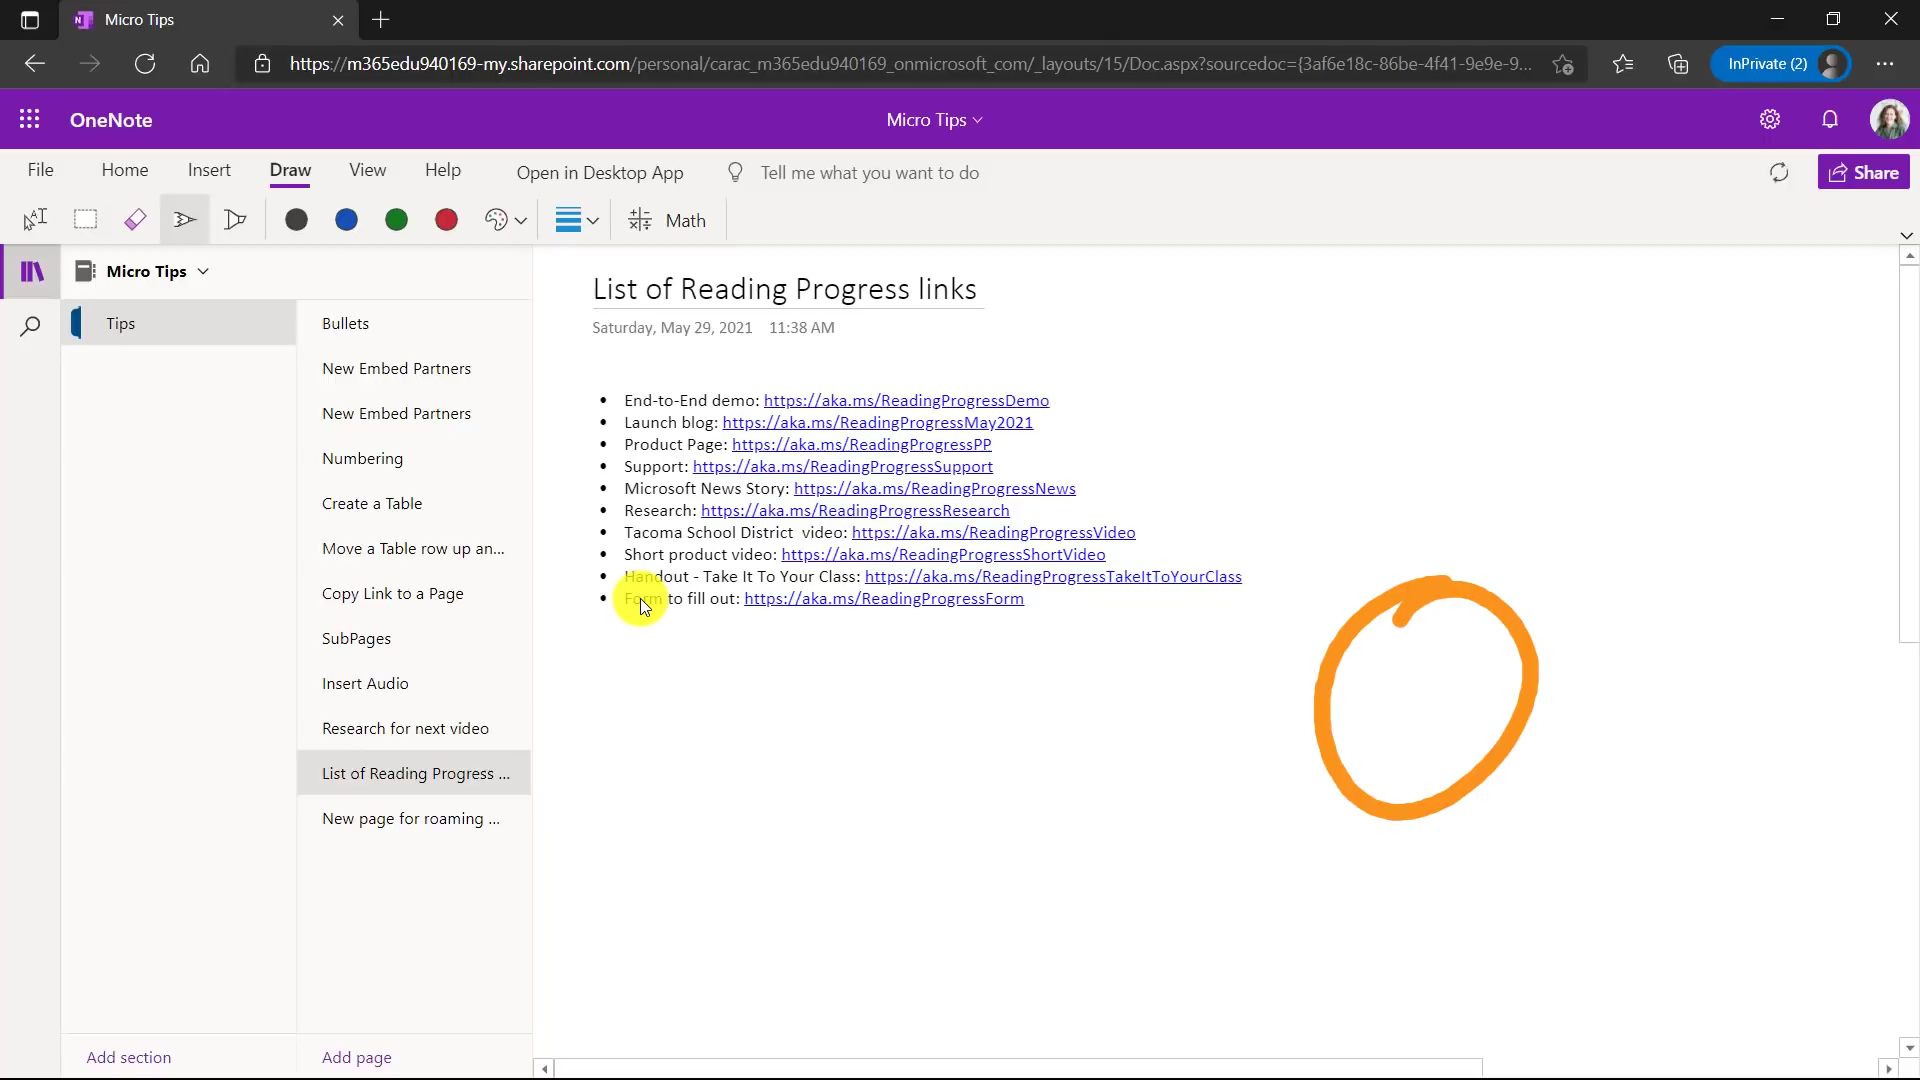 Micro Tips
https://m365edu940169-my.sharepoint.com/personal/carac_m365edu940169_onmicrosoft_com/_layouts/15/Doc.aspx?sourcedoc={3af6e18c-86be-4f41-9e9e-9...
InPrivate (2)
OneNote
Micro Tips
File Home Insert Draw View Help Open in Desktop App Tell me what you want to do Share
Math
Micro Tips
Tips
Bullets
New Embed Partners
New Embed Partners
Numbering
Create a Table
Move a Table row up an...
Copy Link to a Page
SubPages
Insert Audio
Research for next video
List of Reading Progress ...
New page for roaming ...
Add section
Add page
List of Reading Progress links
Saturday, May 29, 2021 11:38 AM
• End-to-End demo: https://aka.ms/ReadingProgressDemo
• Launch blog: https://aka.ms/ReadingProgressMay2021
• Product Page: https://aka.ms/ReadingProgressPP
• Support: https://aka.ms/ReadingProgressSupport
• Microsoft News Story: https://aka.ms/ReadingProgressNews
• Research: https://aka.ms/ReadingProgressResearch
• Tacoma School District video: https://aka.ms/ReadingProgressVideo
• Short product video: https://aka.ms/ReadingProgressShortVideo
• Handout - Take It To Your Class: https://aka.ms/ReadingProgressTakeItToYourClass
• Form to fill out: https://aka.ms/ReadingProgressForm